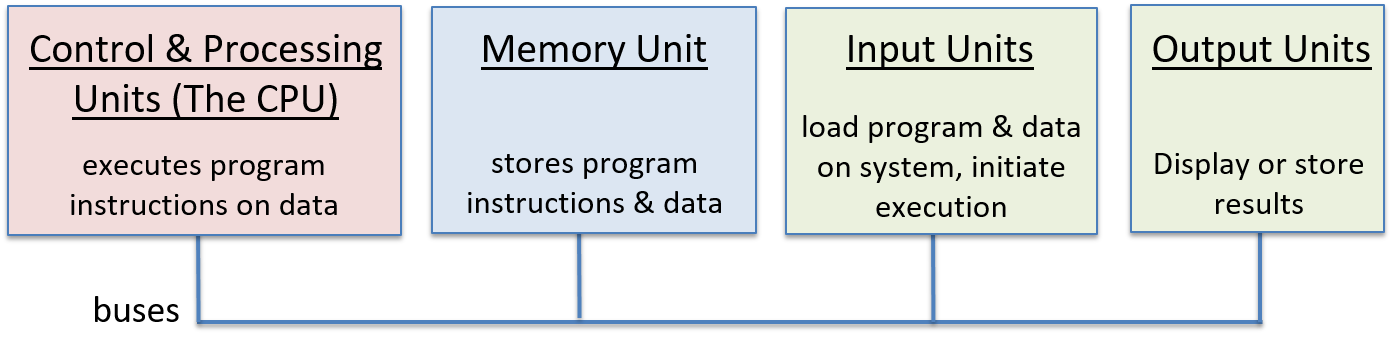 Control & Processing
Units (The CPU)
executes program
instructions on data
Memory Unit
stores program
instructions & data
Input Units
load program & data
on system, initiate
execution
Output Units
Display or store
results
buses